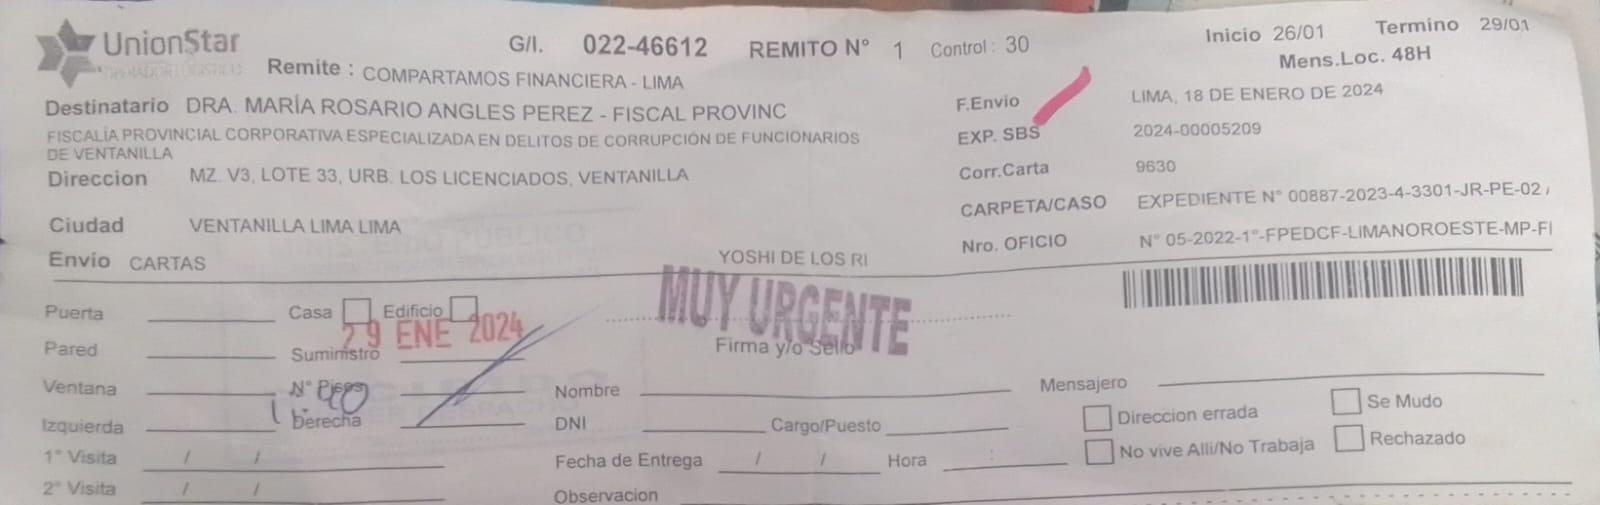 UnionStar
OPERADOR LOGISTICO
G/I. 022-46612 REMITO N° 1 Control : 30
Inicio 26/01 Termino 29/01
Mens.Loc. 48H
Remite : COMPARTAMOS FINANCIERA - LIMA
Destinatario DRA. MARÍA ROSARIO ANGLES PEREZ - FISCAL PROVINC
FISCALÍA PROVINCIAL CORPORATIVA ESPECIALIZADA EN DELITOS DE CORRUPCIÓN DE FUNCIONARIOS
DE VENTANILLA
Direccion MZ. V3, LOTE 33, URB. LOS LICENCIADOS, VENTANILLA
Ciudad VENTANILLA LIMA LIMA
Envio CARTAS
YOSHI DE LOS RI
F.Envio LIMA, 18 DE ENERO DE 2024
EXP. SBS 2024-00005209
Corr.Carta 9630
CARPETA/CASO EXPEDIENTE N° 00887-2023-4-3301-JR-PE-02 /
Nro. OFICIO N° 05-2022-1°-FPEDCF-LIMANOROESTE-MP-FI
Puerta Casa Edificio
29 ENE 2024
MUY URGENTE
Pared Suministro
Firma y/o Sello
Ventana N° Pisos
Izquierda Derecha
Nombre
DNI Cargo/Puesto
Mensajero
Direccion errada Se Mudo
No vive Alli/No Trabaja Rechazado
1° Visita / /
Fecha de Entrega / / Hora :
2° Visita / /
Observacion